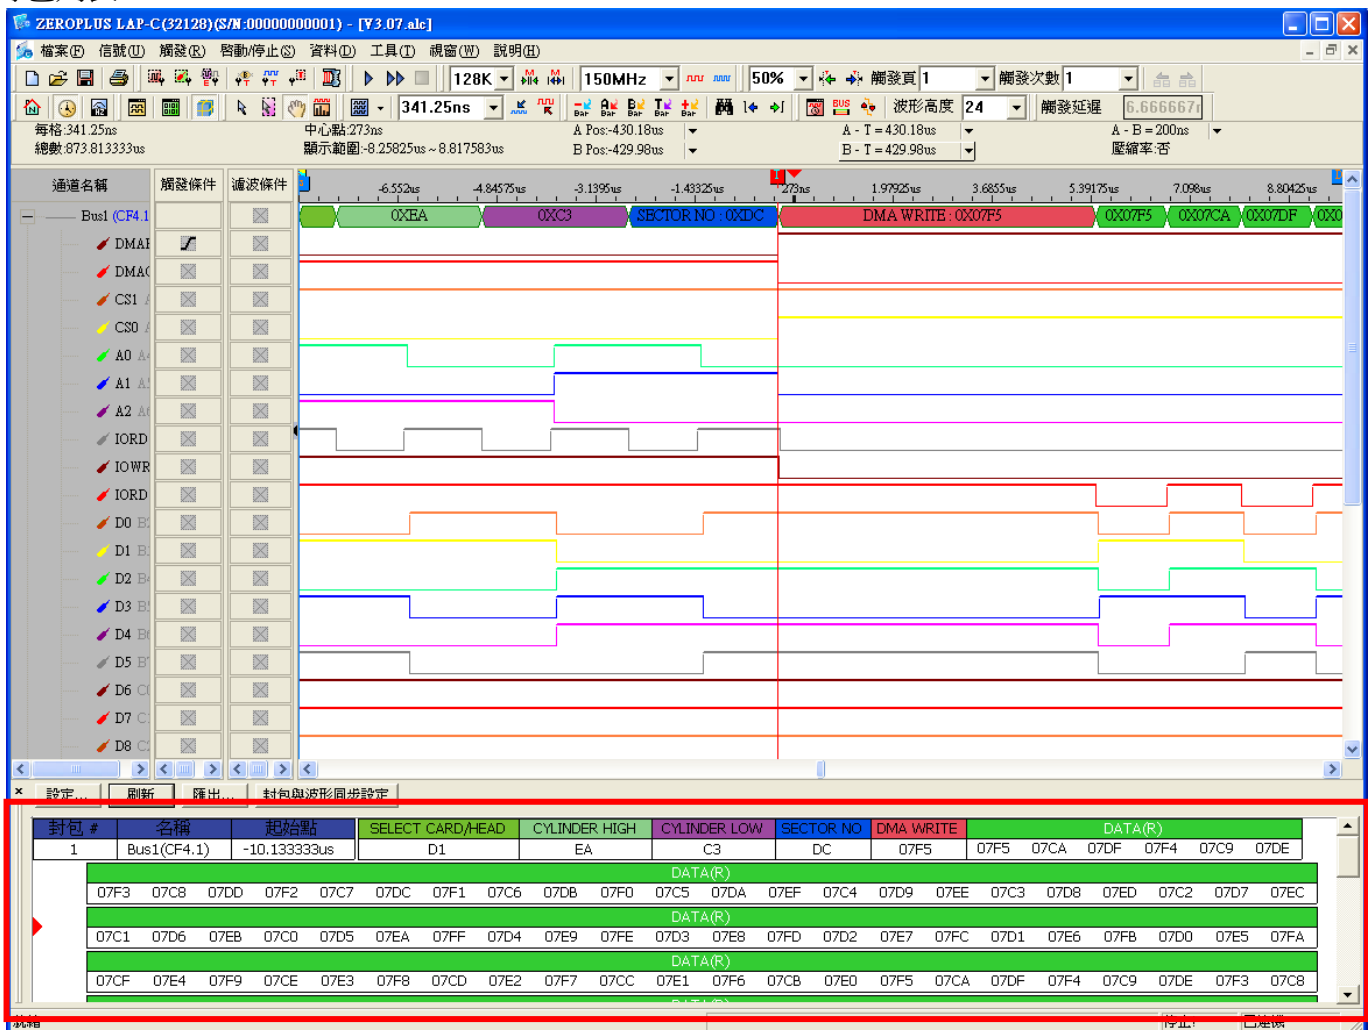 ZEROPLUS LAP-C(32128)(S/N:00000000001) - [V3.07.alc]
檔案(F) 信號(U) 觸發(R) 啓動/停止(S) 資料(D) 工具(T) 視窗(W) 說明(H)
128K 150MHz 50% 觸發頁 1 觸發次數 1
341.25ns Bar Bar Bar Bar Bar BUS 波形高度 24 觸發延遲 6.666667n
每格:341.25ns 中心點:273ns A Pos:-430.18us A - T = 430.18us A - B = 200ns
總數:873.813333us 顯示範圍:-8.25825us ~ 8.817583us B Pos:-429.98us B - T = 429.98us 壓縮率:否
通道名稱 觸發條件 濾波條件 -6.552us -4.84575us -3.1395us -1.43325us 273ns 1.97925us 3.6855us 5.39175us 7.098us 8.80425us
Bus1 (CF4.1 0XEA 0XC3 SECTOR NO : 0XDC DMA WRITE : 0X07F5 0X07F5 0X07CA 0X07DF 0X0
DMA
DMA
CS1
CS0
A0
A1
A2
IORD
IOWR
IORD
D0
D1
D2
D3
D4
D5
D6
D7
D8
設定... 刷新 匯出... 封包與波形同步設定
封包 # 名稱 起始點 SELECT CARD/HEAD CYLINDER HIGH CYLINDER LOW SECTOR NO DMA WRITE DATA(R)
1 Bus1(CF4.1) -10.133333us D1 EA C3 DC 07F5 07F5 07CA 07DF 07F4 07C9 07DE
DATA(R)
07F3 07C8 07DD 07F2 07C7 07DC 07F1 07C6 07DB 07F0 07C5 07DA 07EF 07C4 07D9 07EE 07C3 07D8 07ED 07C2 07D7 07EC
DATA(R)
07C1 07D6 07EB 07C0 07D5 07EA 07FF 07D4 07E9 07FE 07D3 07E8 07FD 07D2 07E7 07FC 07D1 07E6 07FB 07D0 07E5 07FA
DATA(R)
07CF 07E4 07F9 07CE 07E3 07F8 07CD 07E2 07F7 07CC 07E1 07F6 07CB 07E0 07F5 07CA 07DF 07F4 07C9 07DE 07F3 07C8